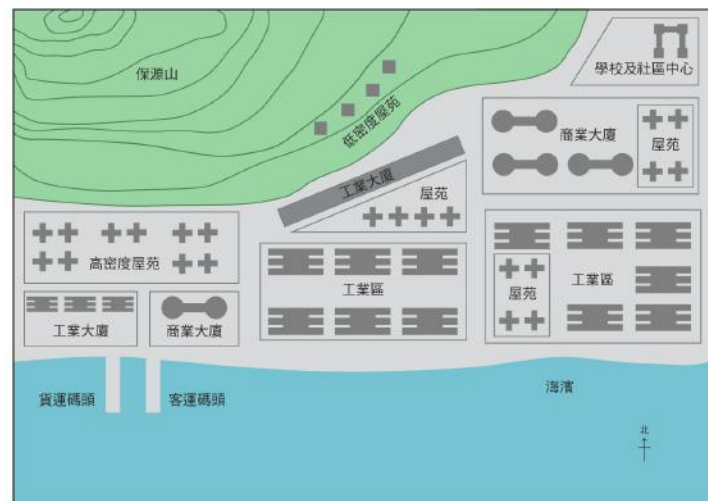 保源山
學校及社區中心
低密度屋苑
商業大廈
屋苑
工業大廈
屋苑
高密度屋苑
工業區
屋苑
工業區
工業大廈
商業大廈
貨運碼頭
客運碼頭
海濱
北